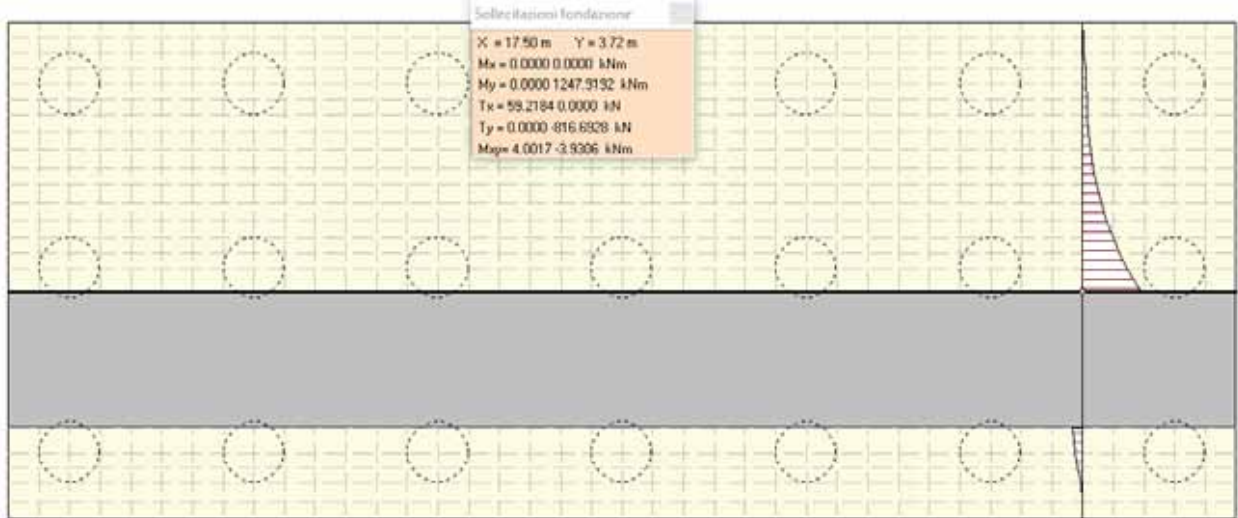 Sollecitazioni fondazione
X = 17.50 m Y = 3.72 m
Mx = 0.0000 0.0000 kNm
My = 0.0000 1247.9192 kNm
Tx = 59.2184 0.0000 kN
Ty = 0.0000 -816.6928 kN
Mxy= 4.0017 -3.9306 kNm